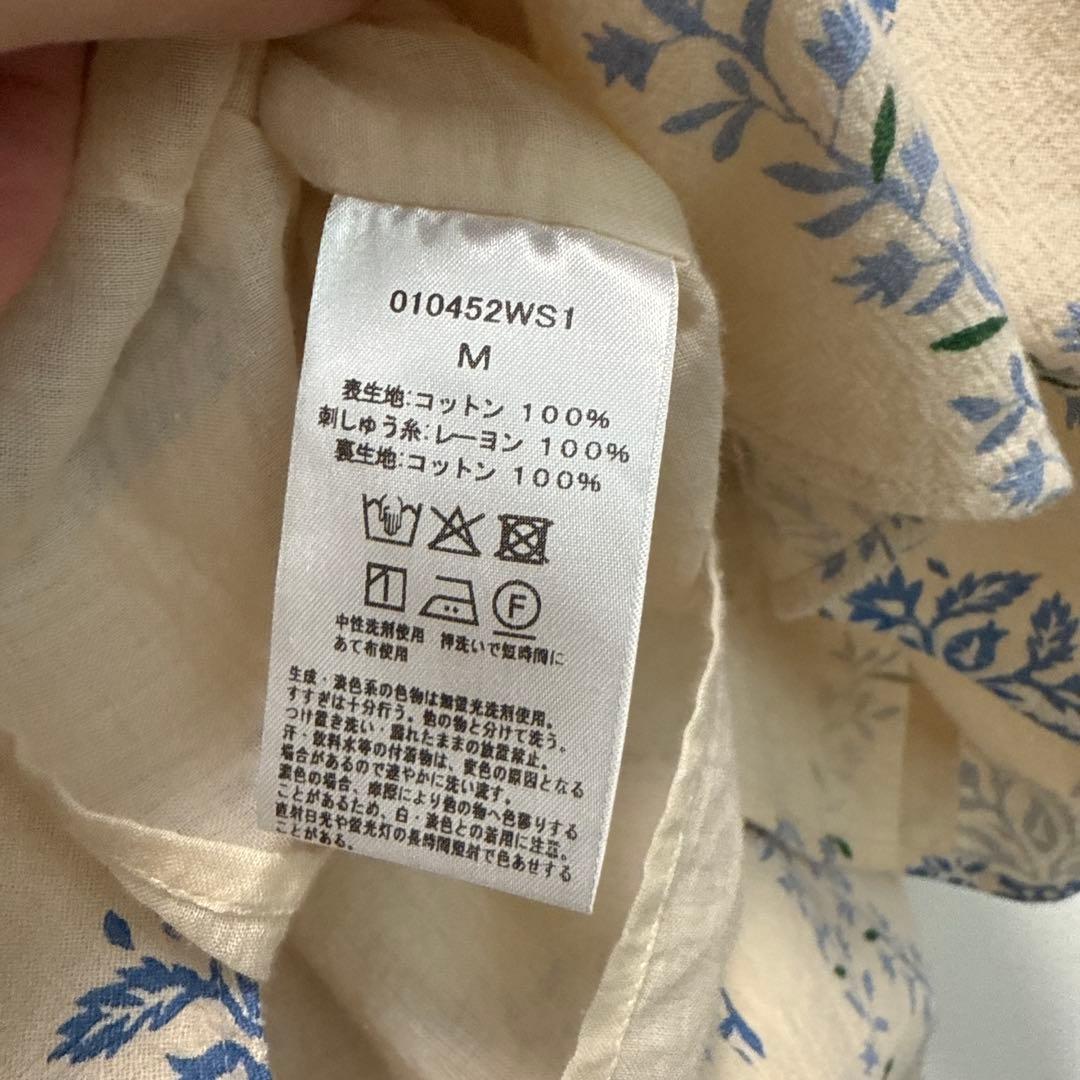 010452WS1
M
表生地:コットン 100%
刺しゅう糸:レーヨン 100%
裏生地:コットン 100%
F
中性洗剤使用 押洗いで短時間に
あて布使用
生成・淡色系の色物は無蛍光洗剤使用。
すすぎは十分行う。他の物と分けて洗う。
つけ置き洗い・濡れたままの放置禁止。
汗・飲料水等の付着物は、変色の原因となる
場合があるので速やかに洗い流す。
濃色の場合、摩擦により他の物へ色移りする
ことがあるため、白・淡色との着用に注意。
直射日光や蛍光灯の長時間照射で色あせする
ことがある。